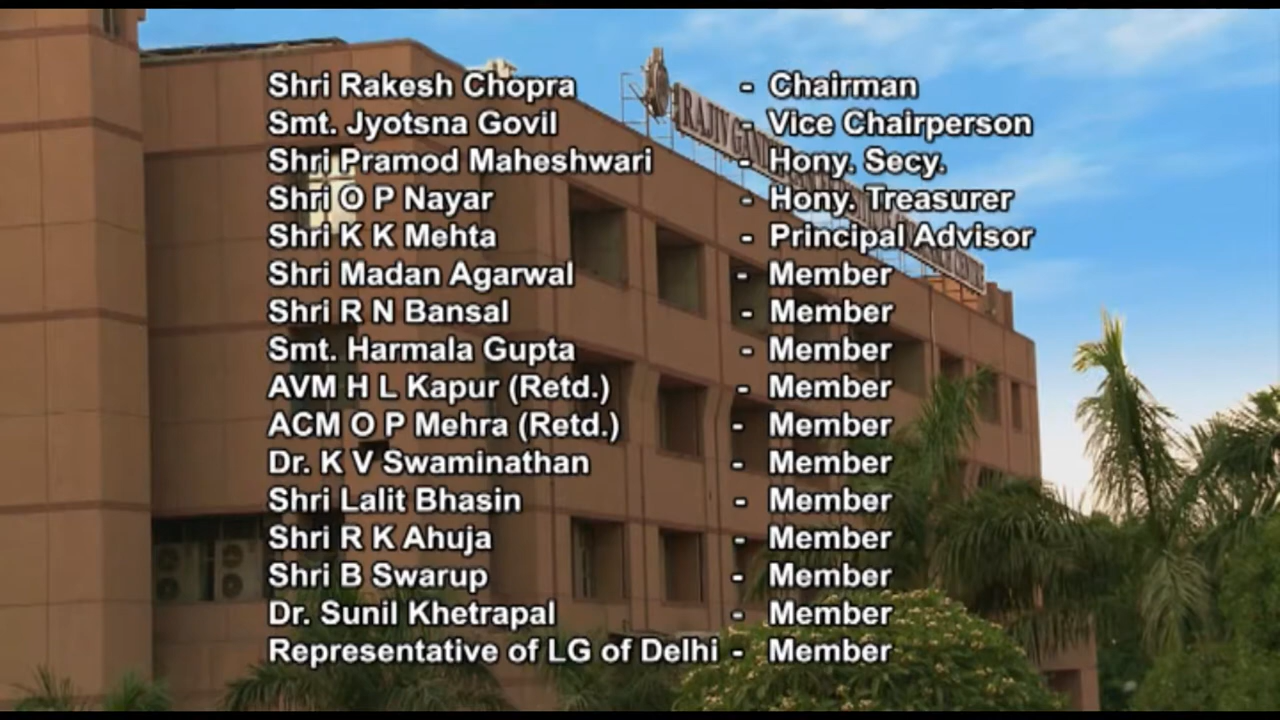 Shri Rakesh Chopra - Chairman
Smt. Jyotsna Govil - Vice Chairperson
Shri Pramod Maheshwari - Hony. Secy.
Shri O P Nayar - Hony. Treasurer
Shri K K Mehta - Principal Advisor
Shri Madan Agarwal - Member
Shri R N Bansal - Member
Smt. Harmala Gupta - Member
AVM H L Kapur (Retd.) - Member
ACM O P Mehra (Retd.) - Member
Dr. K V Swaminathan - Member
Shri Lalit Bhasin - Member
Shri R K Ahuja - Member
Shri B Swarup - Member
Dr. Sunil Khetrapal - Member
Representative of LG of Delhi - Member
RAJIV